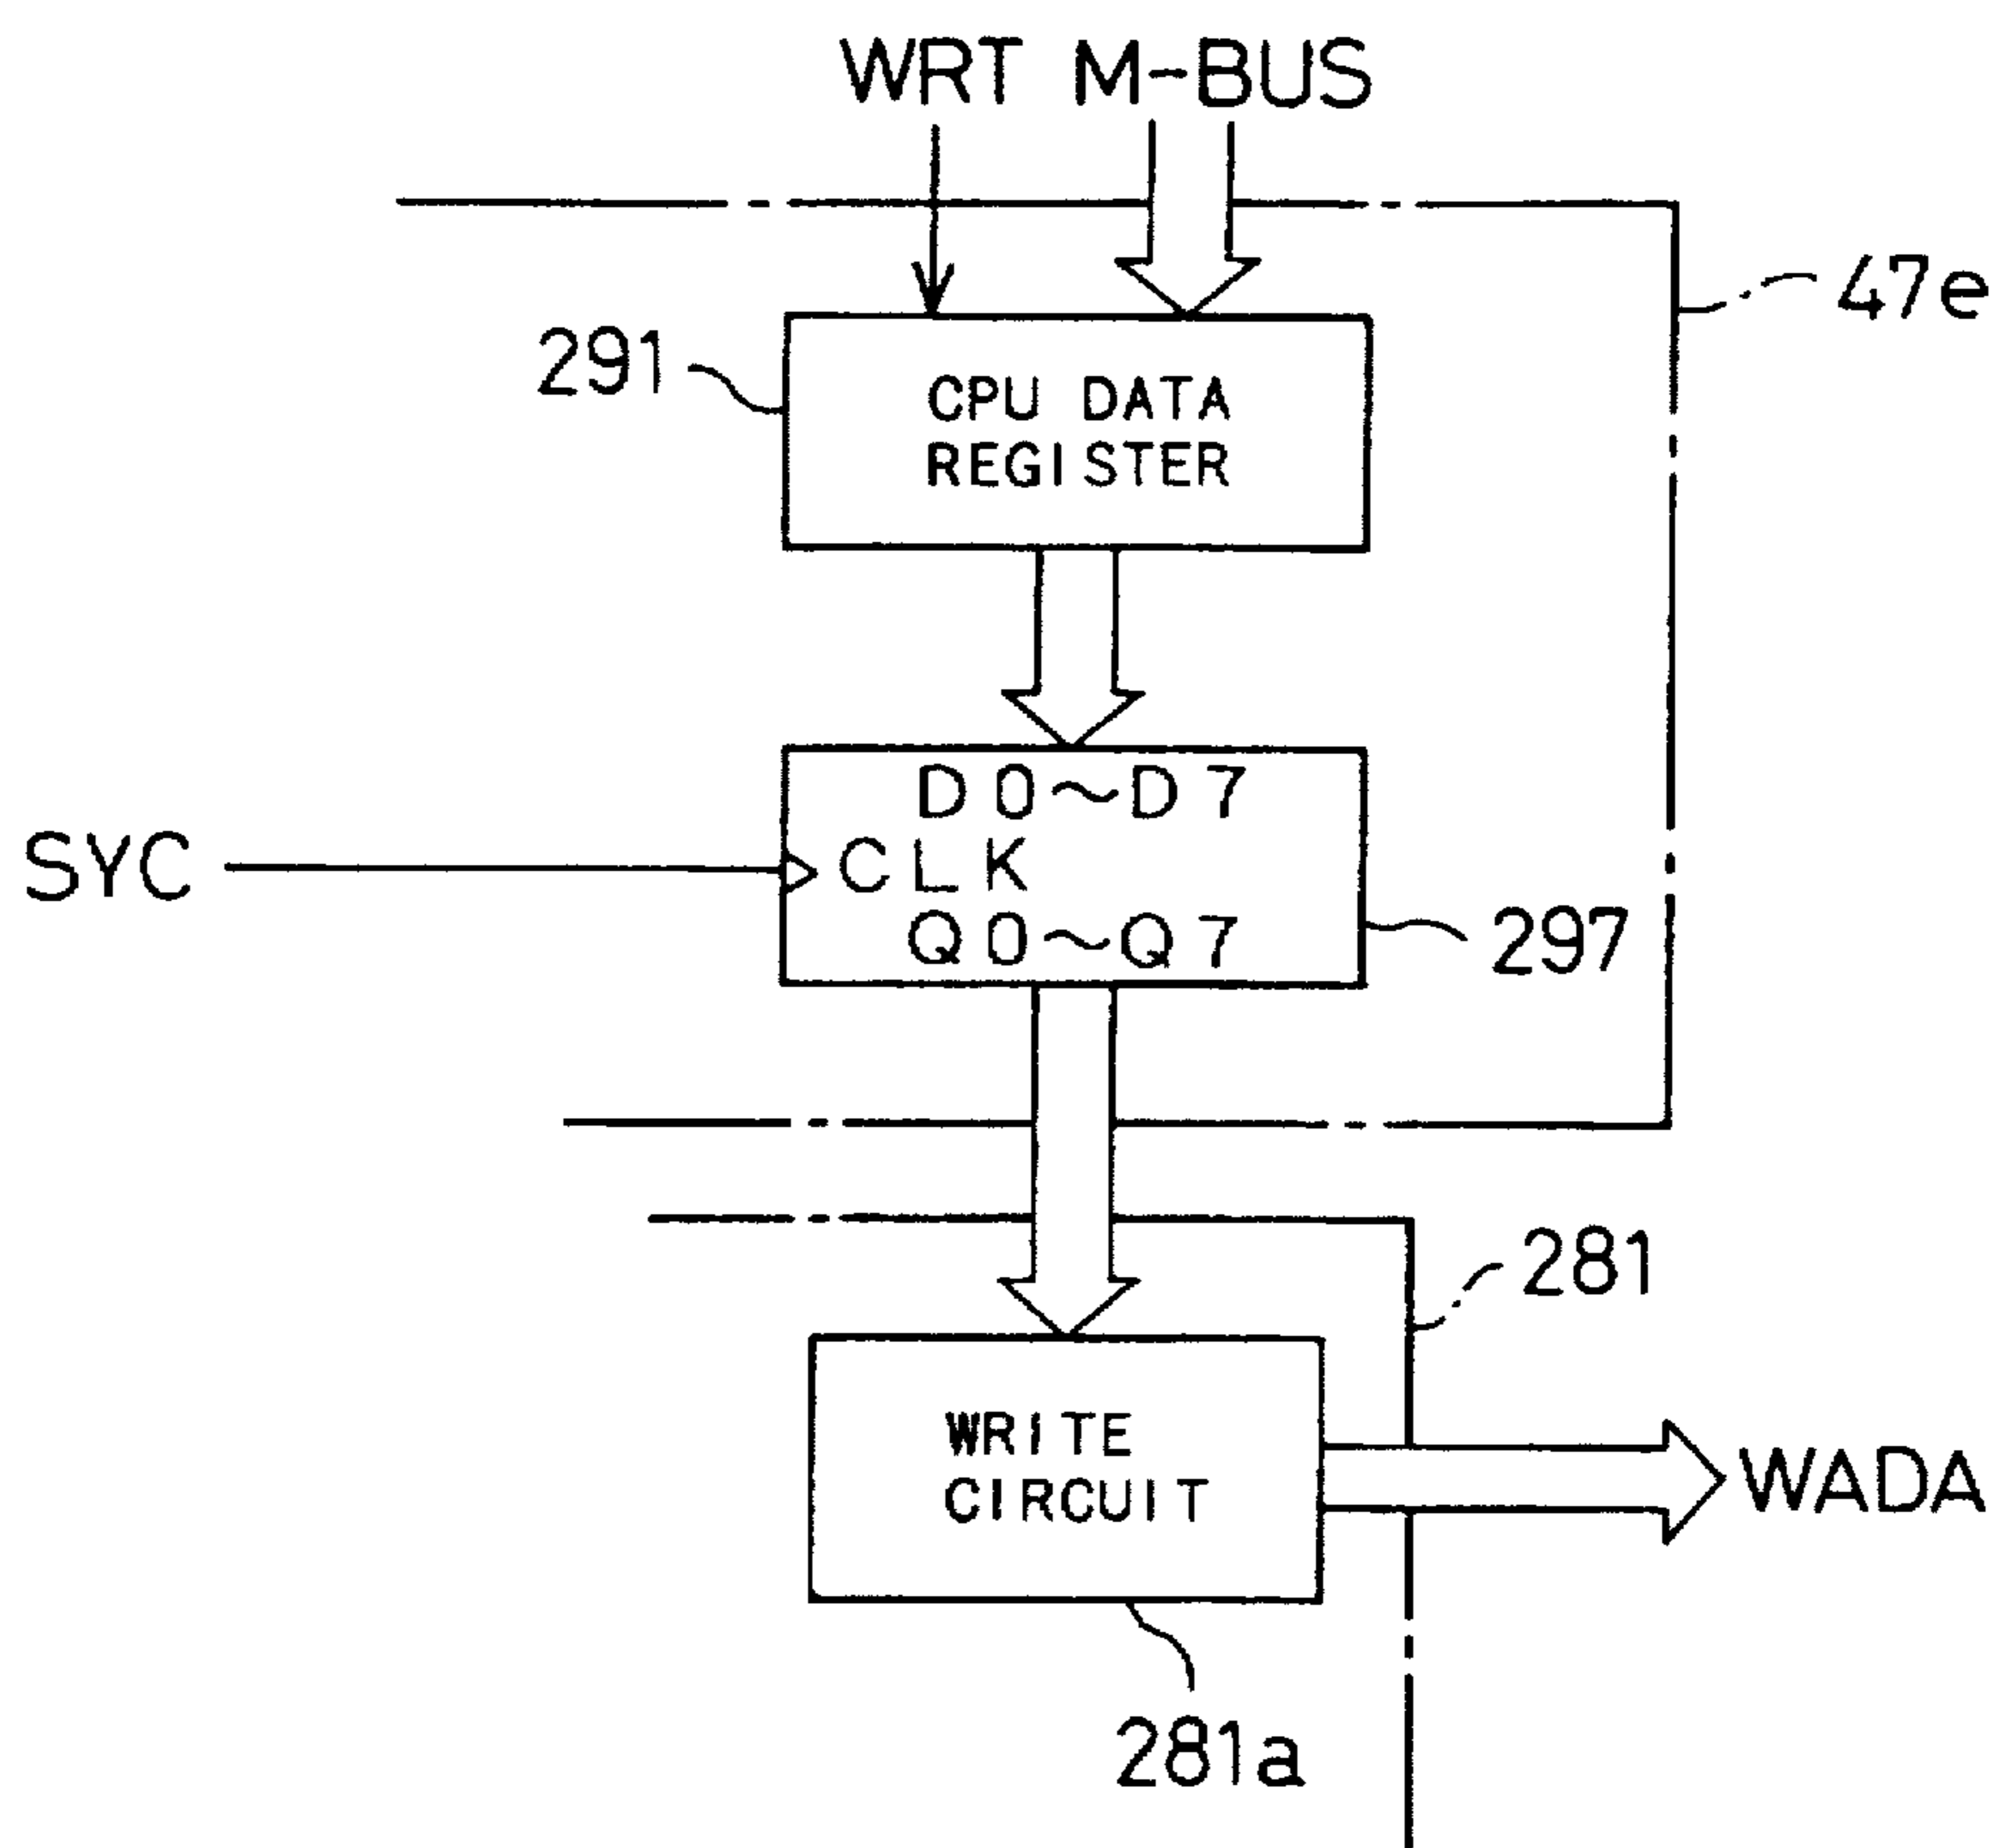 WRT M-BUS
47e
291
CPU DATA
REGISTER
D0~D7
SYC
CLK
Q0~Q7
297
281
WRITE
CIRCUIT
WADA
281a